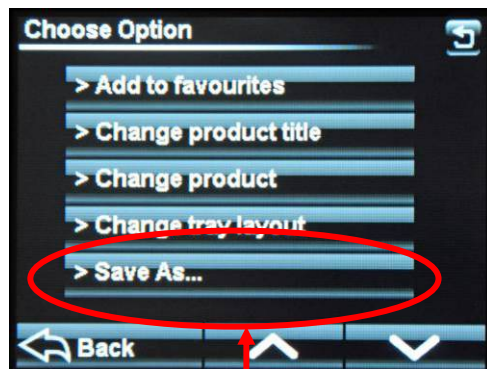 Choose Option
> Add to favourites
> Change product title
> Change product
> Change tray layout
> Save As...
Back